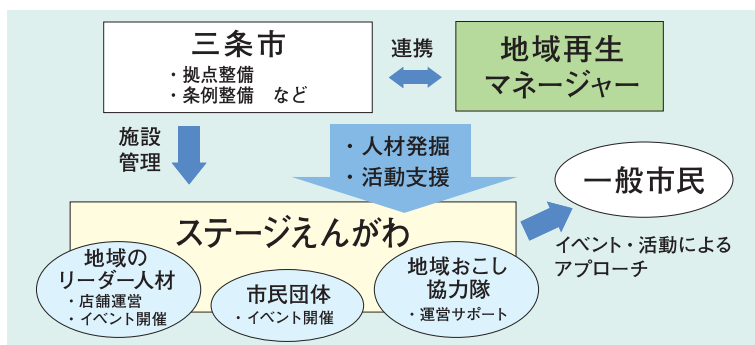 三条市
・拠点整備
・条例整備　など
連携
地域再生
マネージャー
施設
管理
・人材発掘
・活動支援
一般市民
ステージえんがわ
イベント・活動による
アプローチ
地域の
リーダー人材
・店舗運営
・イベント開催
市民団体
・イベント開催
地域おこし
協力隊
・運営サポート